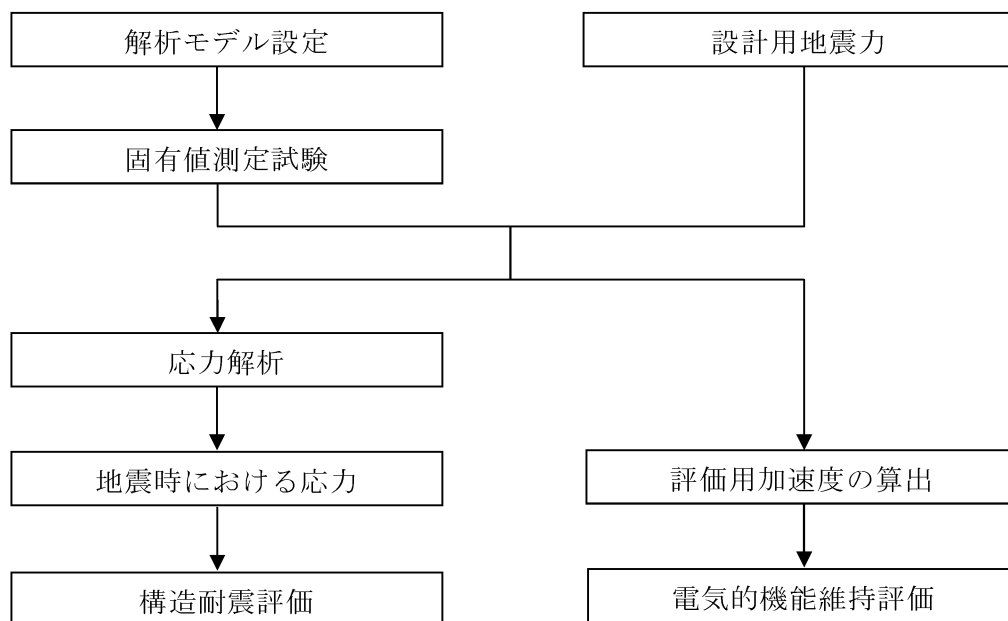 解析モデル設定
設計用地震力
固有値測定試験
応力解析
地震時における応力
評価用加速度の算出
構造耐震評価
電気的機能維持評価